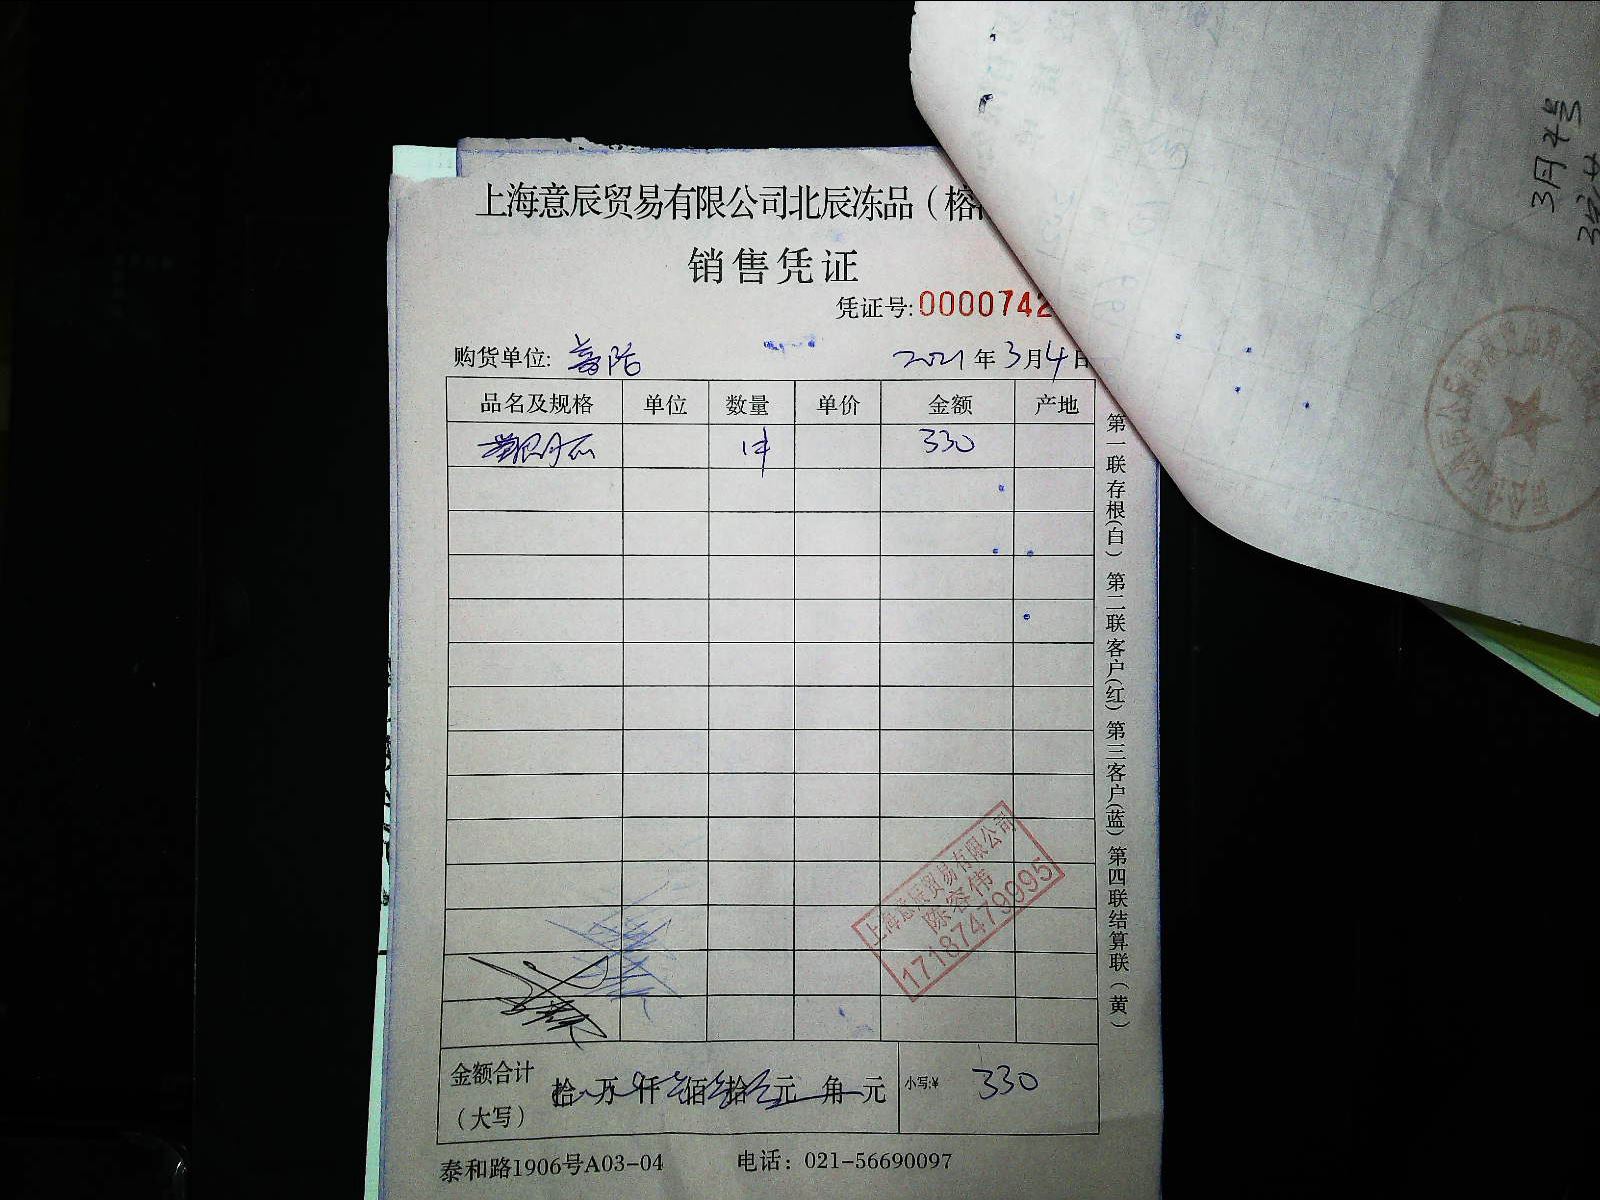 上海意辰贸易有限公司北辰冻品（榕
销售凭证
凭证号:0000742
购货单位:
2021年3月4日
品名及规格 单位 数量 单价 金额 产地
1件 330
上海意辰贸易有限公司
陈容伟
17187479995
金额合计 拾 万 仟 佰 拾 元 角 元 小写:¥ 330
（大写）
泰和路1906号A03-04 电话：021-56690097
第一联存根(白) 第二联客户(红) 第三客户(蓝) 第四联结算联(黄)
3月4号